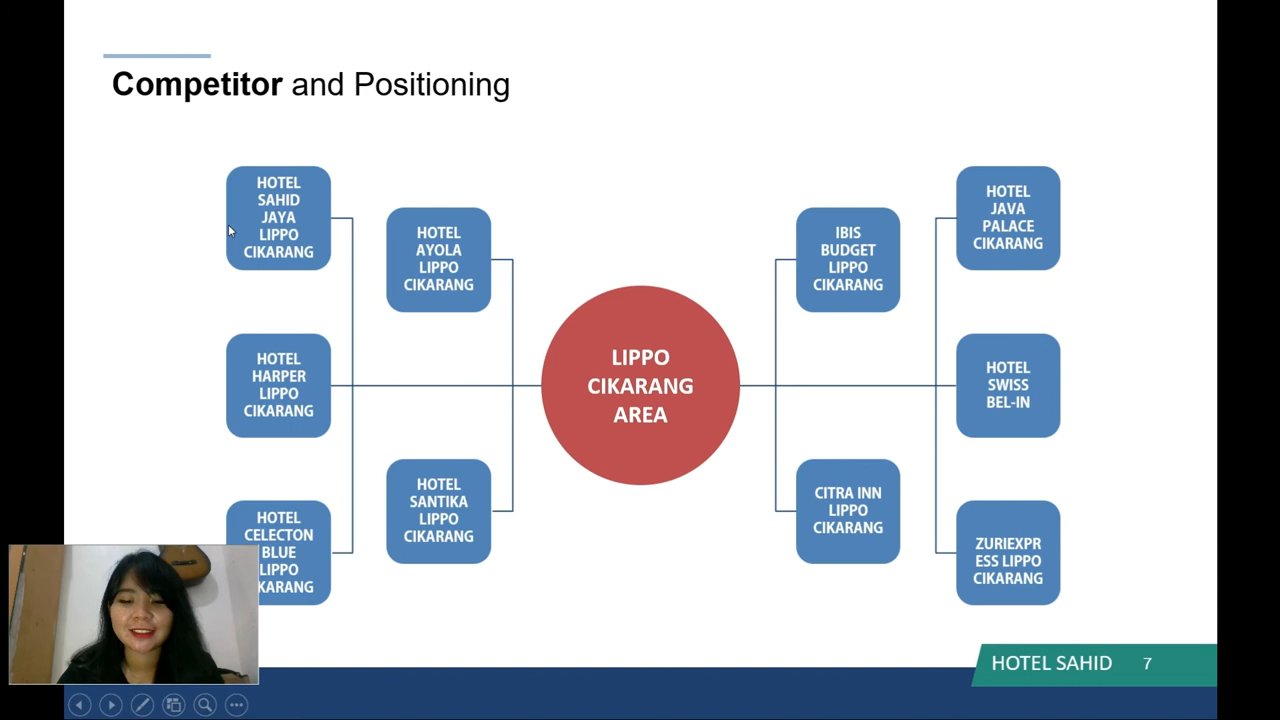 Competitor and Positioning
HOTEL
SAHID
JAYA
LIPPO
CIKARANG
HOTEL
AYOLA
LIPPO
CIKARANG
IBIS
BUDGET
LIPPO
CIKARANG
HOTEL
JAVA
PALACE
CIKARANG
HOTEL
HARPER
LIPPO
CIKARANG
LIPPO
CIKARANG
AREA
HOTEL
SWISS
BEL-IN
HOTEL
CELECTON
BLUE
LIPPO
KARANG
HOTEL
SANTIKA
LIPPO
CIKARANG
CITRA INN
LIPPO
CIKARANG
ZURIEXPR
ESS LIPPO
CIKARANG
HOTEL SAHID 7